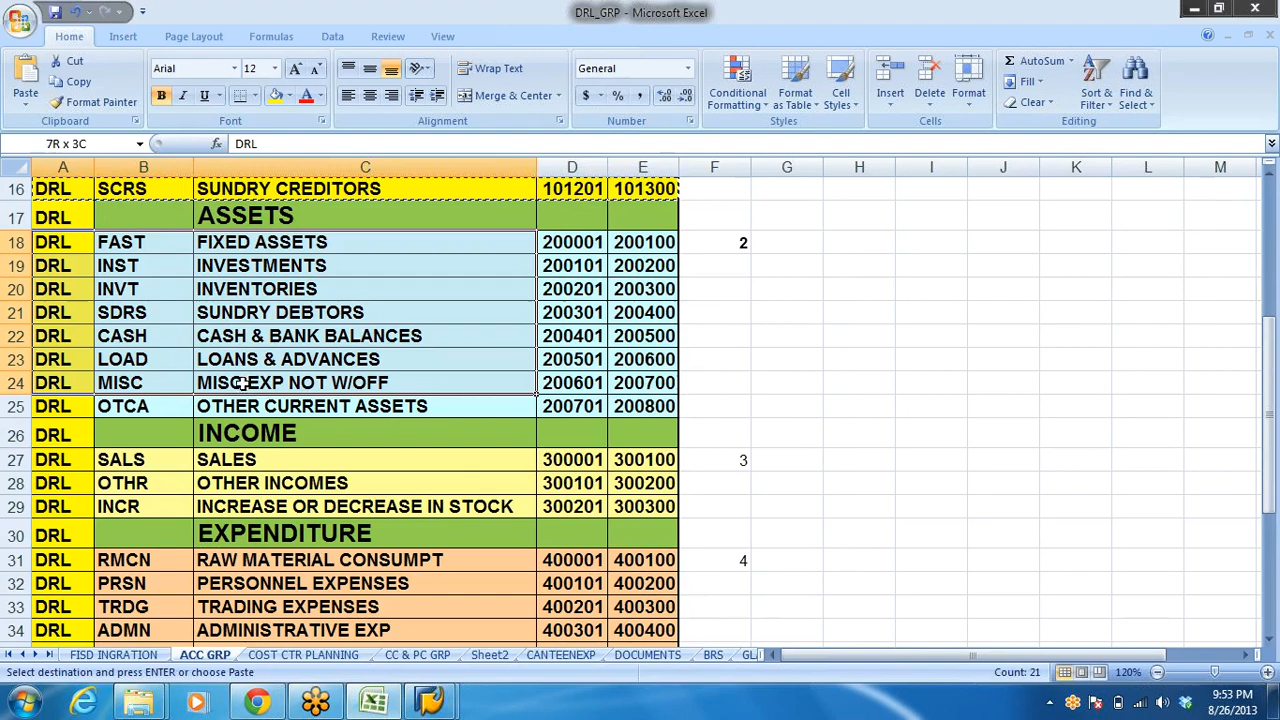 DRL_GRP - Microsoft Excel
Home Insert Page Layout Formulas Data Review View
Paste
Cut
Copy
Format Painter
Clipboard
Arial 12
B I U
Font
Wrap Text
Merge & Center
Alignment
General
$ % ,
Number
Conditional Formatting
Format as Table
Cell Styles
Styles
Insert Delete Format
Cells
AutoSum
Fill
Clear
Sort & Filter
Find & Select
Editing
7R x 3C fx DRL
A B C D E F G H I J K L M
16 DRL SCRS SUNDRY CREDITORS 101201 101300
17 DRL ASSETS
18 DRL FAST FIXED ASSETS 200001 200100 2
19 DRL INST INVESTMENTS 200101 200200
20 DRL INVT INVENTORIES 200201 200300
21 DRL SDRS SUNDRY DEBTORS 200301 200400
22 DRL CASH CASH & BANK BALANCES 200401 200500
23 DRL LOAD LOANS & ADVANCES 200501 200600
24 DRL MISC MISC EXP NOT W/OFF 200601 200700
25 DRL OTCA OTHER CURRENT ASSETS 200701 200800
26 DRL INCOME
27 DRL SALS SALES 300001 300100 3
28 DRL OTHR OTHER INCOMES 300101 300200
29 DRL INCR INCREASE OR DECREASE IN STOCK 300201 300300
30 DRL EXPENDITURE
31 DRL RMCN RAW MATERIAL CONSUMPT 400001 400100 4
32 DRL PRSN PERSONNEL EXPENSES 400101 400200
33 DRL TRDG TRADING EXPENSES 400201 400300
34 DRL ADMN ADMINISTRATIVE EXP 400301 400400
FISD INGRATION ACC GRP COST CTR PLANNING CC & PC GRP Sheet2 CANTEENEXP DOCUMENTS BRS GL
Select destination and press ENTER or choose Paste Count: 21 120%
9:53 PM
8/26/2013